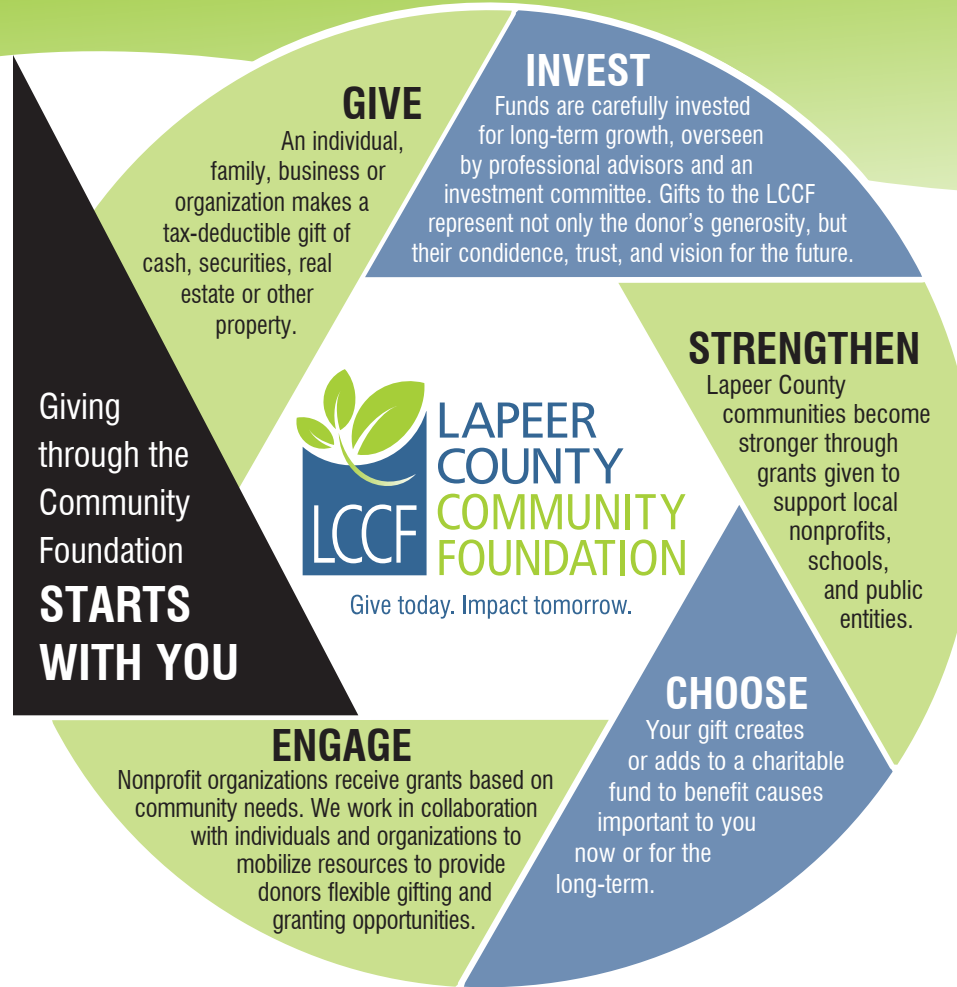 Giving
through the
Community
Foundation
STARTS
WITH YOU
GIVE
An individual,
family, business or
organization makes a
tax-deductible gift of
cash, securities, real
estate or other
property.
INVEST
Funds are carefully invested
for long-term growth, overseen
by professional advisors and an
investment committee. Gifts to the LCCF
represent not only the donor’s generosity, but
their condidence, trust, and vision for the future.
STRENGTHEN
Lapeer County
communities become
stronger through
grants given to
support local
nonprofits,
schools,
and public
entities.
CHOOSE
Your gift creates
or adds to a charitable
fund to benefit causes
important to you
now or for the
long-term.
ENGAGE
Nonprofit organizations receive grants based on
community needs. We work in collaboration
with individuals and organizations to
mobilize resources to provide
donors flexible gifting and
granting opportunities.
LCCF
LAPEER
COUNTY
COMMUNITY
FOUNDATION
Give today. Impact tomorrow.